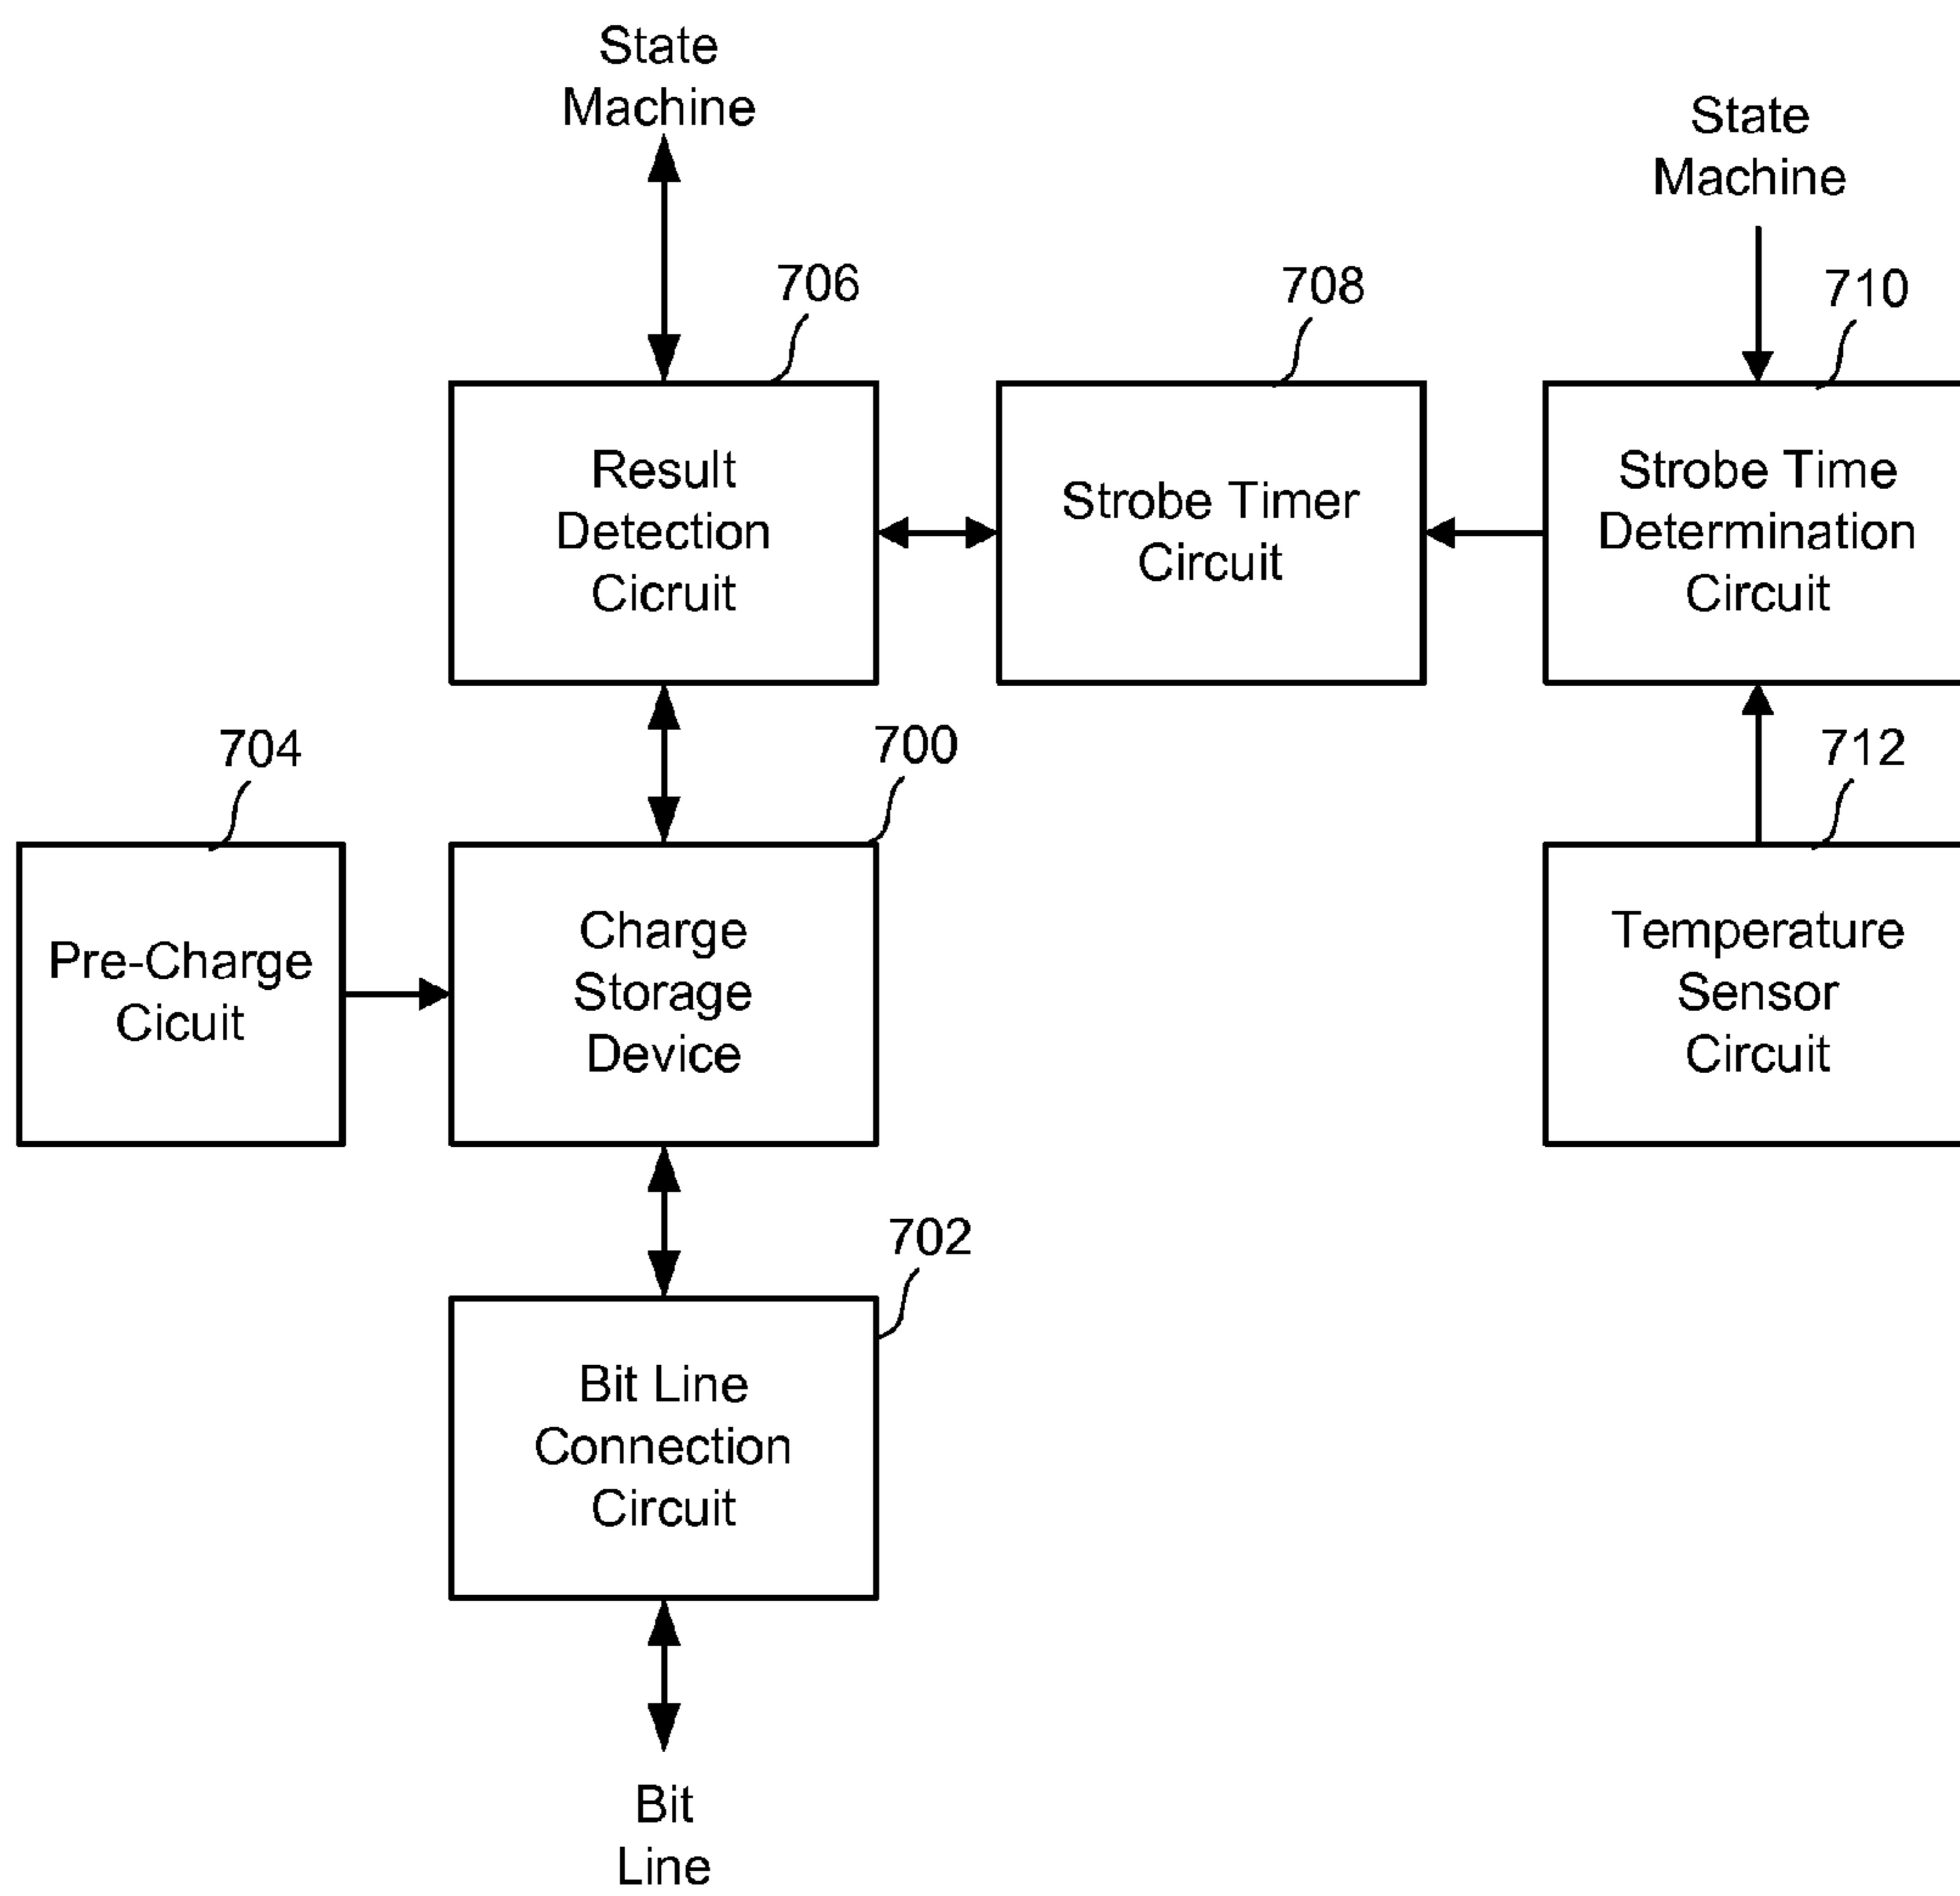 State
Machine
State
Machine
706
708
710
Result
Detection
Cicruit
Strobe Timer
Circuit
Strobe Time
Determination
Circuit
704
700
712
Pre-Charge
Cicuit
Charge
Storage
Device
Temperature
Sensor
Circuit
702
Bit Line
Connection
Circuit
Bit
Line